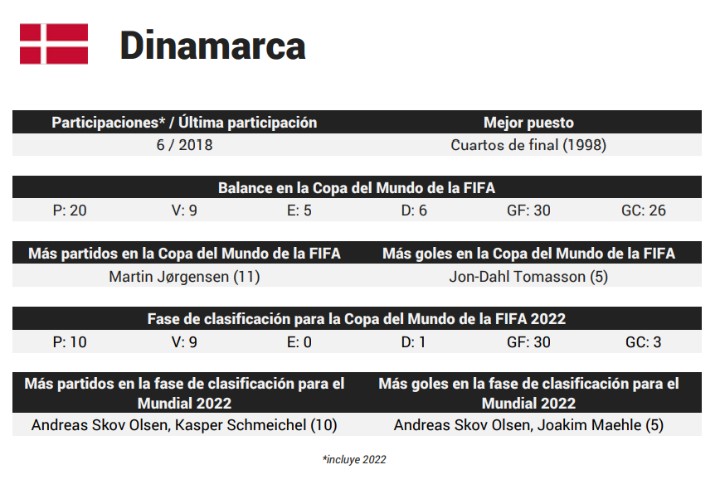 Dinamarca
Participaciones* / Última participación Mejor puesto
6 / 2018 Cuartos de final (1998)
Balance en la Copa del Mundo de la FIFA
P: 20 V: 9 E: 5 D: 6 GF: 30 GC: 26
Más partidos en la Copa del Mundo de la FIFA Más goles en la Copa del Mundo de la FIFA
Martin Jørgensen (11) Jon-Dahl Tomasson (5)
Fase de clasificación para la Copa del Mundo de la FIFA 2022
P: 10 V: 9 E: 0 D: 1 GF: 30 GC: 3
Más partidos en la fase de clasificación para el Más goles en la fase de clasificación para el
Mundial 2022 Mundial 2022
Andreas Skov Olsen, Kasper Schmeichel (10) Andreas Skov Olsen, Joakim Maehle (5)
*incluye 2022